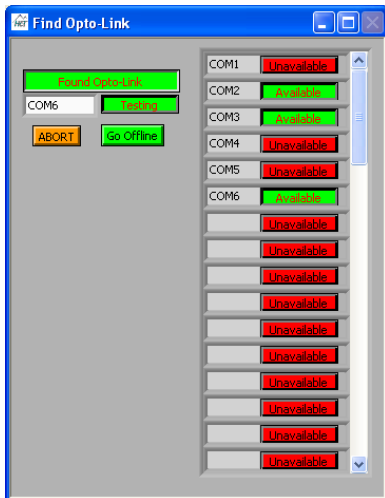 Find Opto-Link
Found Opto-Link
COM6 Testing
ABORT Go Offline
COM1 Unavailable
COM2 Available
COM3 Available
COM4 Unavailable
COM5 Unavailable
COM6 Available
Unavailable
Unavailable
Unavailable
Unavailable
Unavailable
Unavailable
Unavailable
Unavailable
Unavailable
Unavailable